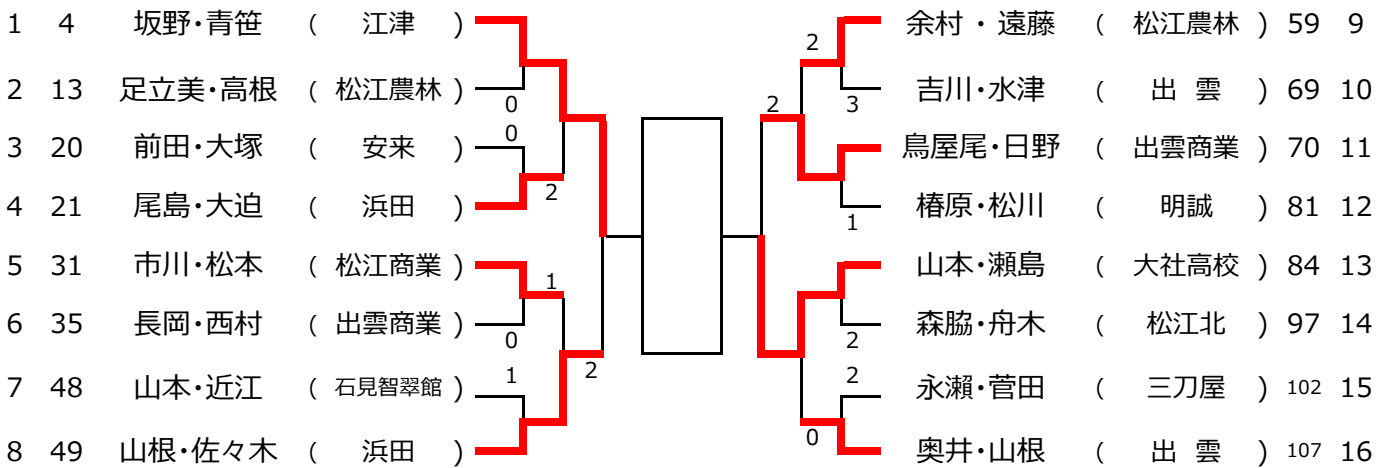 1 4 坂野・青笹 ( 江津 ) 余村・遠藤 ( 松江農林 ) 59 9
2
2 13 足立美・高根 ( 松江農林 ) 0 2 3 吉川・水津 ( 出 雲 ) 69 10
0
3 20 前田・大塚 ( 安来 ) 鳥屋尾・日野 ( 出雲商業 ) 70 11
2
4 21 尾島・大迫 ( 浜田 ) 1 椿原・松川 ( 明誠 ) 81 12
5 31 市川・松本 ( 松江商業 ) 山本・瀬島 ( 大社高校 ) 84 13
1
6 35 長岡・西村 ( 出雲商業 ) 0 2 森脇・舟木 ( 松江北 ) 97 14
1 2 2
7 48 山本・近江 ( 石見智翠館 ) 永瀬・菅田 ( 三刀屋 ) 102 15
0
8 49 山根・佐々木 ( 浜田 ) 奥井・山根 ( 出 雲 ) 107 16